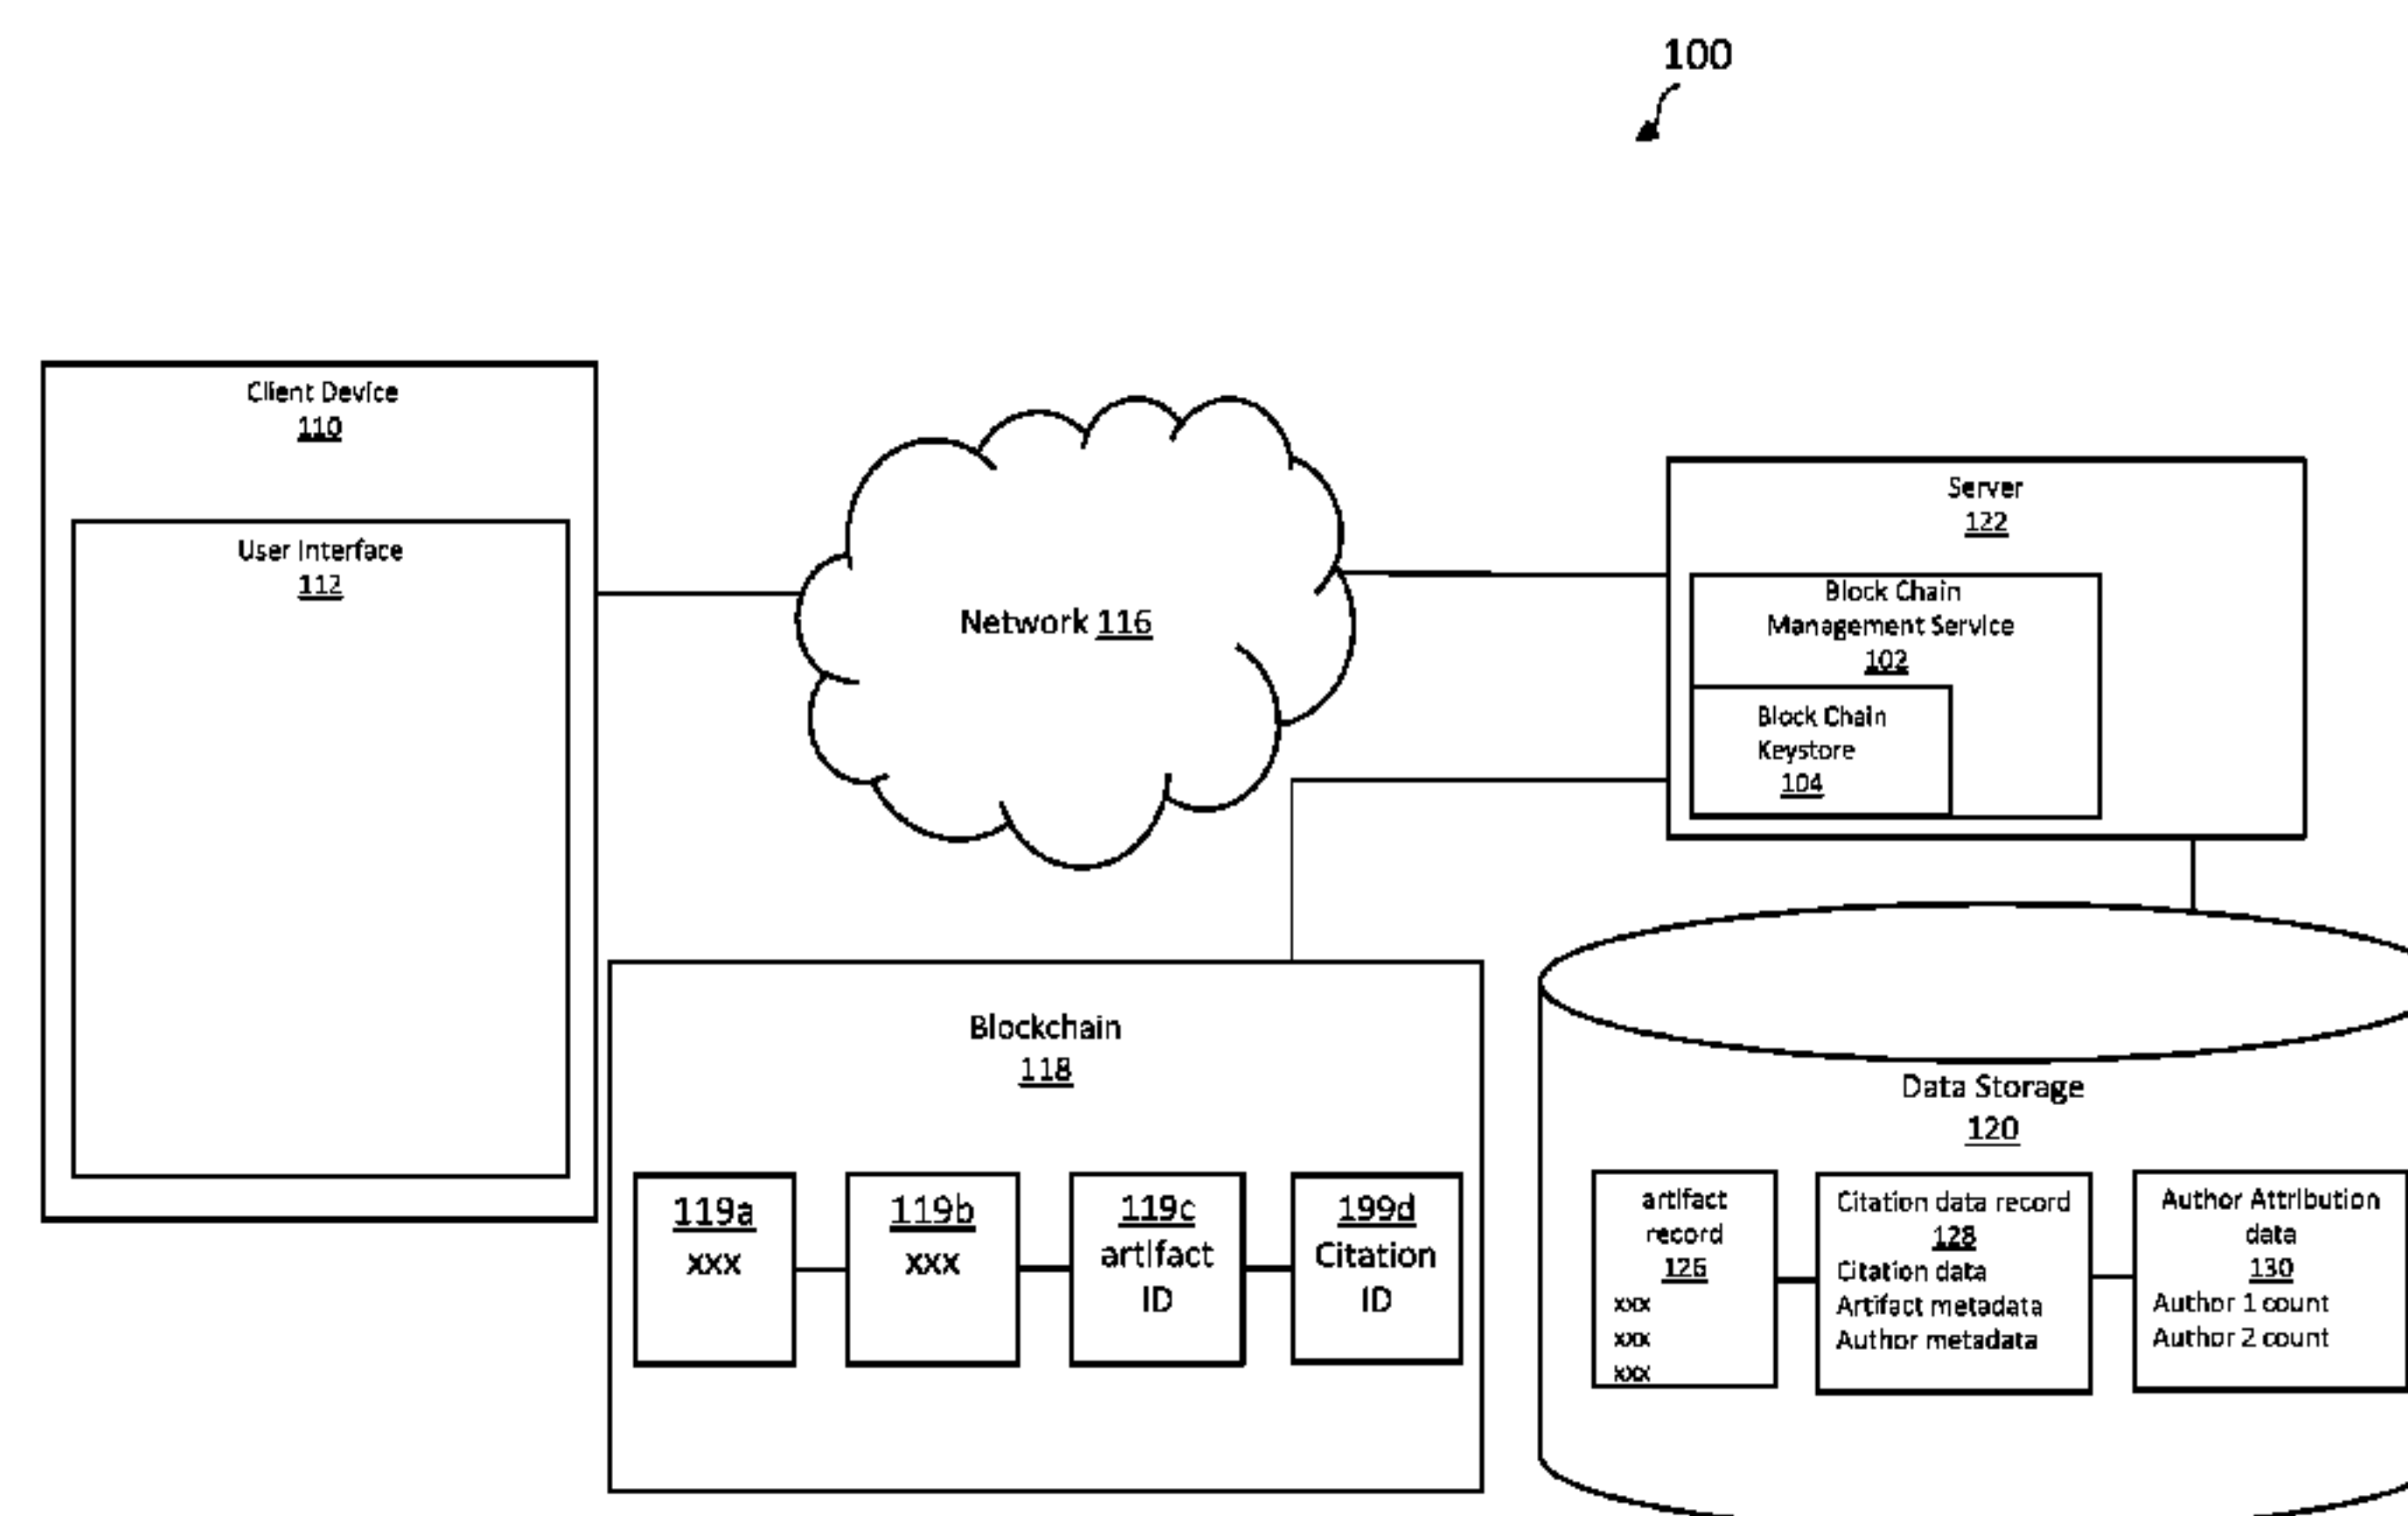 100
Client Device
110
User Interface
112
Network 116
Server
122
Block Chain
Management Service
102
Block Chain
Keystore
104
Blockchain
118
119a
xxx
119b
xxx
119c
artifact
ID
199d
Citation
ID
Data Storage
120
artifact
record
126
xxx
xxx
xxx
Citation data record
128
Citation data
Artifact metadata
Author metadata
Author Attribution
data
130
Author 1 count
Author 2 count